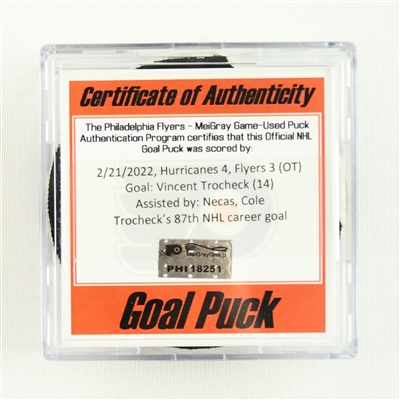 Certificate of Authenticity
The Philadelphia Flyers - MeiGray Game-Used Puck
Authentication Program certifies that this Official NHL
Goal Puck was scored by:
2/21/2022, Hurricanes 4, Flyers 3 (OT)
Goal: Vincent Trocheck (14)
Assisted by: Necas, Cole
Trocheck's 87th NHL career goal
MeiGrayGroup
PHI18251
Goal Puck